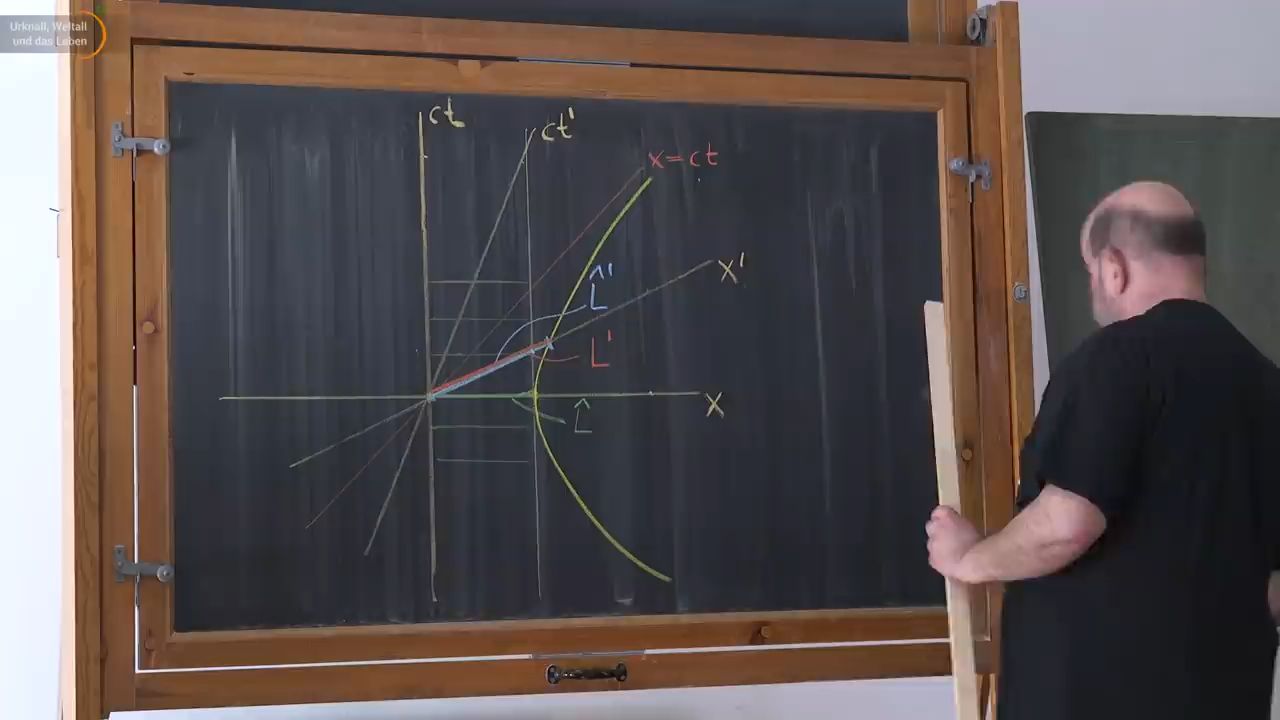 Urknall, Weltall
und das Leben
ct
ct'
x=ct
x'
L̂'
L'
x
L̂